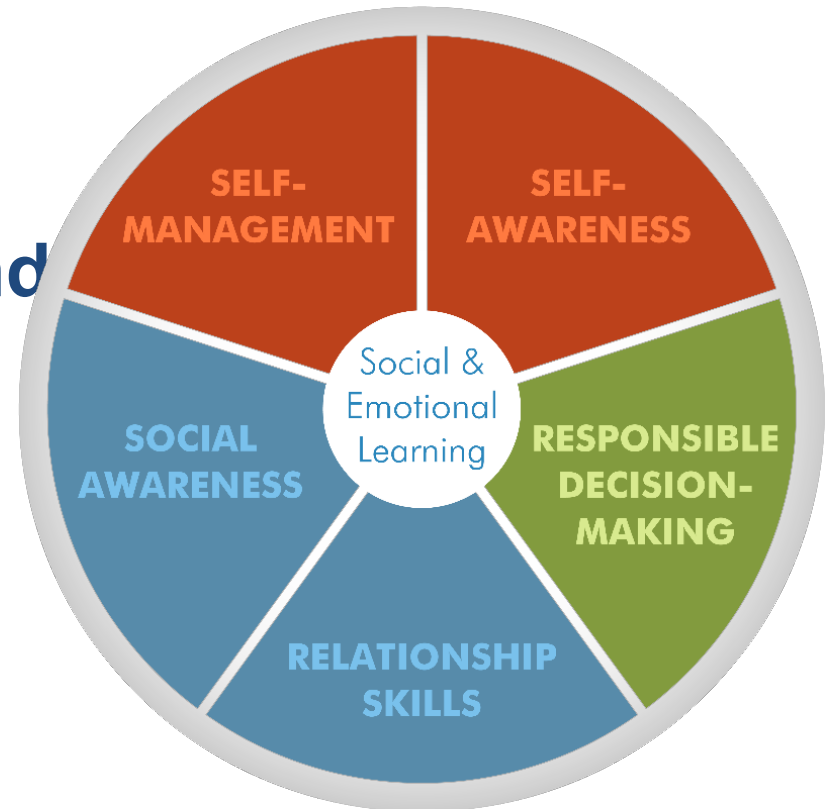 SELF-
MANAGEMENT
SELF-
AWARENESS
Social &
Emotional
Learning
SOCIAL
AWARENESS
RESPONSIBLE
DECISION-
MAKING
RELATIONSHIP
SKILLS